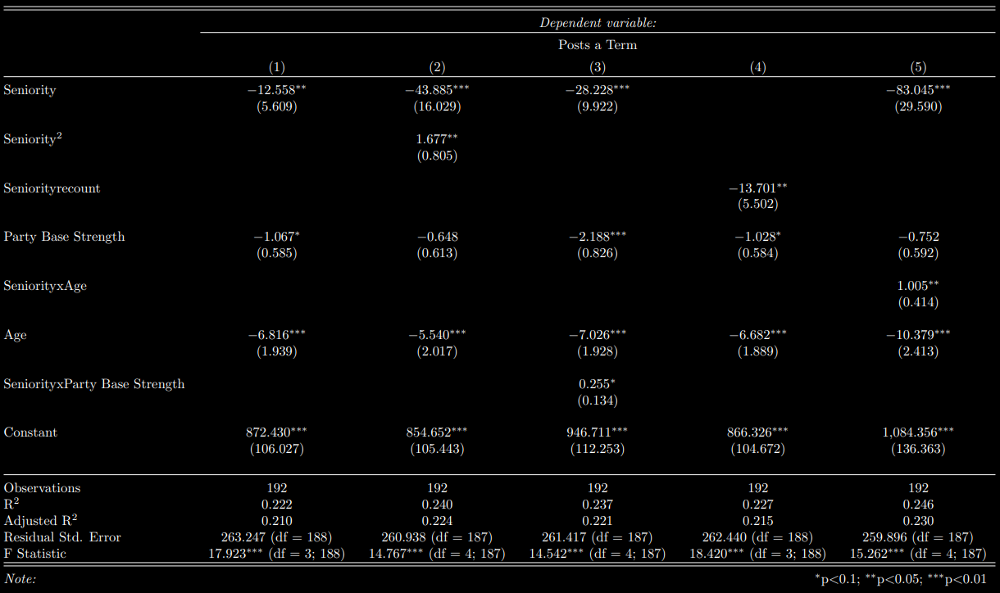 Dependent variable:
Posts a Term
(1) (2) (3) (4) (5)
Seniority −12.558** −43.885*** −28.228*** −83.045***
(5.609) (16.029) (9.922) (29.590)
Seniority² 1.677**
(0.805)
Seniorityrecount −13.701**
(5.502)
Party Base Strength −1.067* −0.648 −2.188*** −1.028* −0.752
(0.585) (0.613) (0.826) (0.584) (0.592)
SeniorityxAge 1.005**
(0.414)
Age −6.816*** −5.540*** −7.026*** −6.682*** −10.379***
(1.939) (2.017) (1.928) (1.889) (2.413)
SeniorityxParty Base Strength 0.255*
(0.134)
Constant 872.430*** 854.652*** 946.711*** 866.326*** 1,084.356***
(106.027) (105.443) (112.253) (104.672) (136.363)
Observations 192 192 192 192 192
R² 0.222 0.240 0.237 0.227 0.246
Adjusted R² 0.210 0.224 0.221 0.215 0.230
Residual Std. Error 263.247 (df = 188) 260.938 (df = 187) 261.417 (df = 187) 262.440 (df = 188) 259.896 (df = 187)
F Statistic 17.923*** (df = 3; 188) 14.767*** (df = 4; 187) 14.542*** (df = 4; 187) 18.420*** (df = 3; 188) 15.262*** (df = 4; 187)
Note: *p<0.1; **p<0.05; ***p<0.01